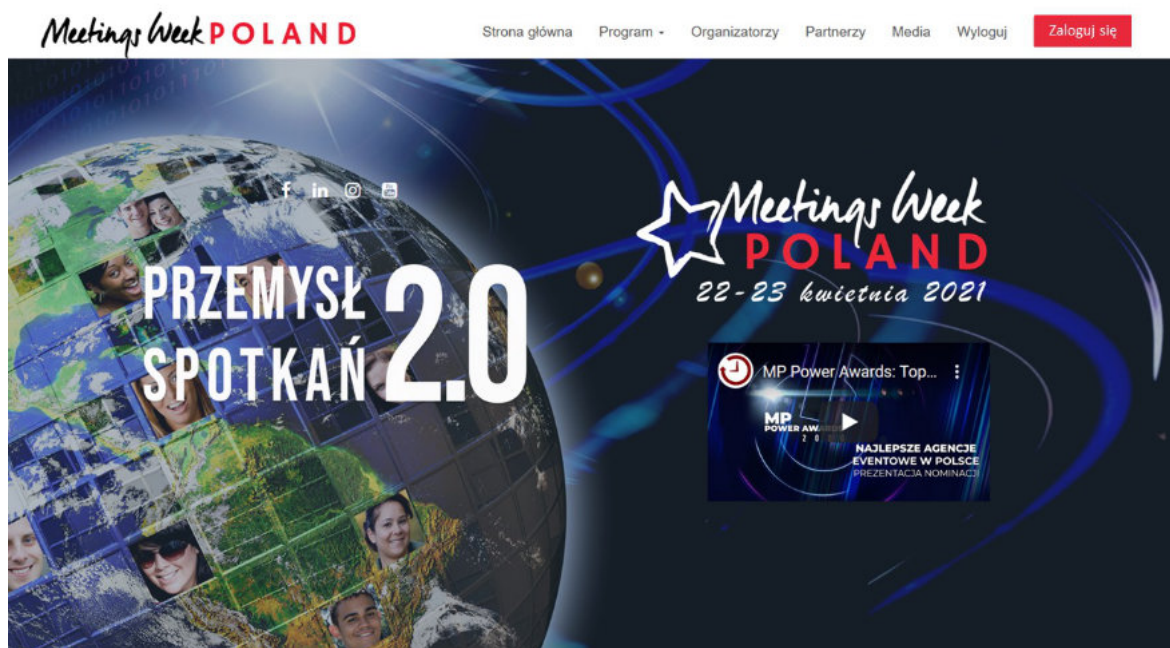 Meetings Week POLAND
Strona główna Program Organizatorzy Partnerzy Media Wyloguj Zaloguj się
f in
PRZEMYSŁ
SPOTKAŃ
2.0
Meetings Week
POLAND
22-23 kwietnia 2021
MP Power Awards: Top...
MP
POWER
NAJLEPSZE AGENCJE
EVENTOWE W POLSCE
PREZENTACJA NOMINACJI